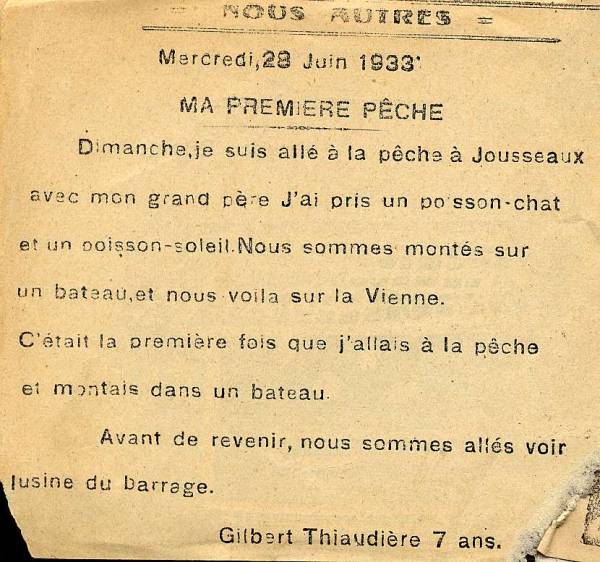 = NOUS AUTRES =
Mercredi, 28 Juin 1933
MA PREMIERE PÊCHE
Dimanche, je suis allé à la pêche à Jousseaux
avec mon grand père J'ai pris un poisson-chat
et un poisson-soleil. Nous sommes montés sur
un bateau, et nous voila sur la Vienne.
C'était la première fois que j'allais à la pêche
et montais dans un bateau.
Avant de revenir, nous sommes allés voir
lusine du barrage.
Gilbert Thiaudière 7 ans.